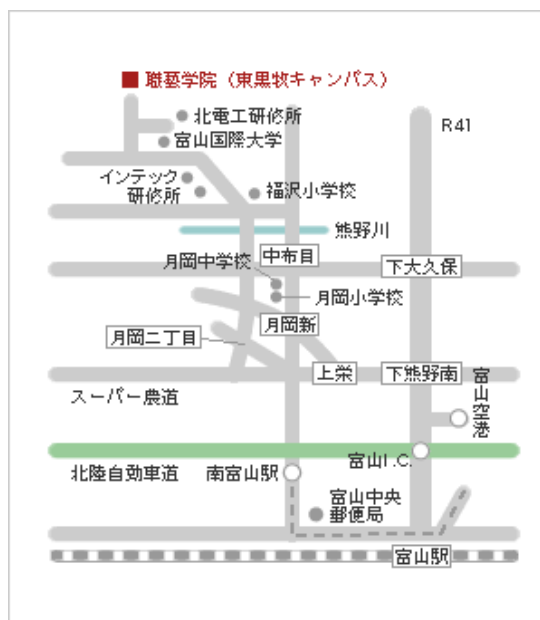 職藝学院（東黒牧キャンパス）
北電工研修所
R41
富山国際大学
インテック
研修所
福沢小学校
熊野川
月岡中学校
中布目
下大久保
月岡小学校
月岡新
月岡二丁目
上栄
下熊野南
富山空港
スーパー農道
富山I.C.
北陸自動車道
南富山駅
富山中央
郵便局
富山駅